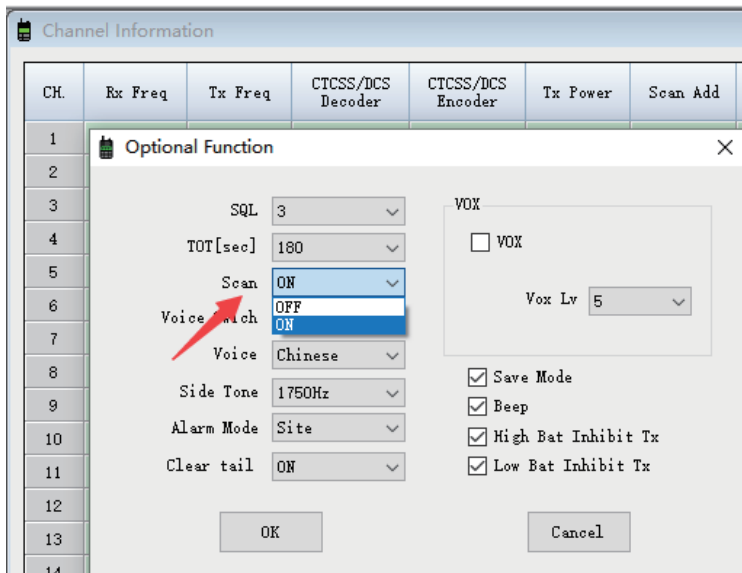 Channel Information
CH. Rx Freq Tx Freq CTCSS/DCS Decoder CTCSS/DCS Encoder Tx Power Scan Add
1
Optional Function
2
3
SQL 3
VOX
4
TOT[sec] 180
VOX
5
Scan ON
OFF
Vox Lv 5
6
Voice
ON
7
Voice Chinese
8
Save Mode
Side Tone 1750Hz
9
Beep
Alarm Mode Site
10
High Bat Inhibit Tx
11
Clear tail ON
Low Bat Inhibit Tx
12
13
OK Cancel
14